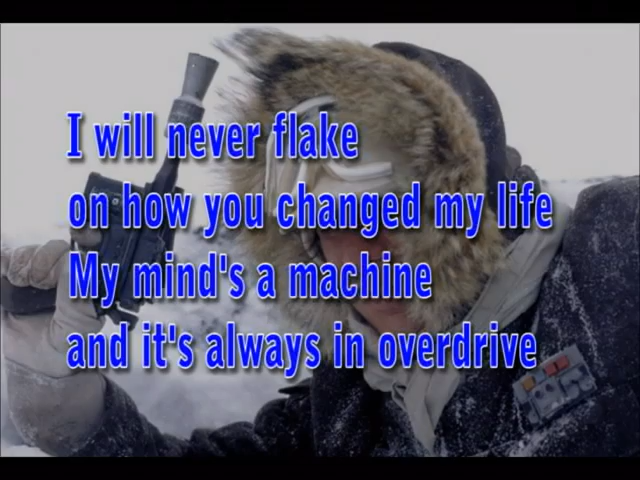 I will never flake
on how you changed my life
My mind's a machine
and it's always in overdrive